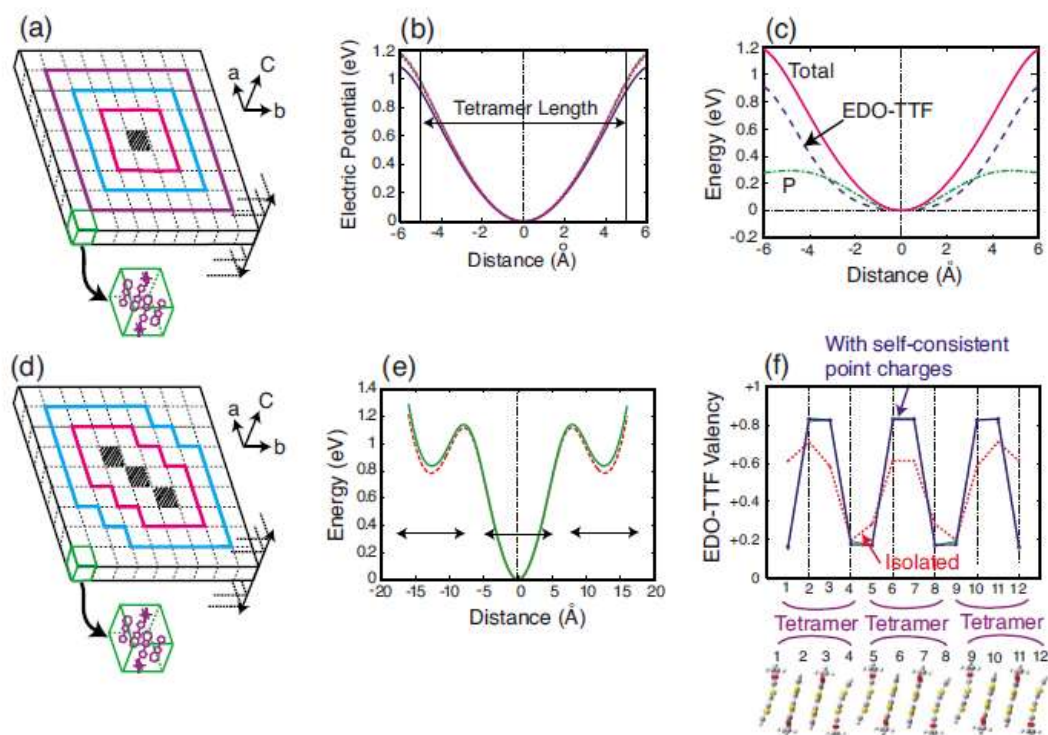 (a)
a
C
b
(b)
Electric Potential (eV)
1.2
1
0.8
0.6
0.4
0.2
0
Tetramer Length
-6 -4 -2 0 2 4 6
Distance (Å)
(c)
Energy (eV)
1.2
1
0.8
0.6
0.4
0.2
0
-0.2
Total
EDO-TTF
P
-6 -4 -2 0 2 4 6
Distance (Å)
(d)
a
C
b
(e)
Energy (eV)
1.4
1.2
1
0.8
0.6
0.4
0.2
0
-20 -15 -10 -5 0 5 10 15 20
Distance (Å)
(f)
With self-consistent
point charges
EDO-TTF Valency
+1
+0.8
+0.6
+0.4
+0.2
0
Isolated
1 2 3 4 5 6 7 8 9 10 11 12
Tetramer Tetramer Tetramer
1 2 3 4 5 6 7 8 9 10 11 12